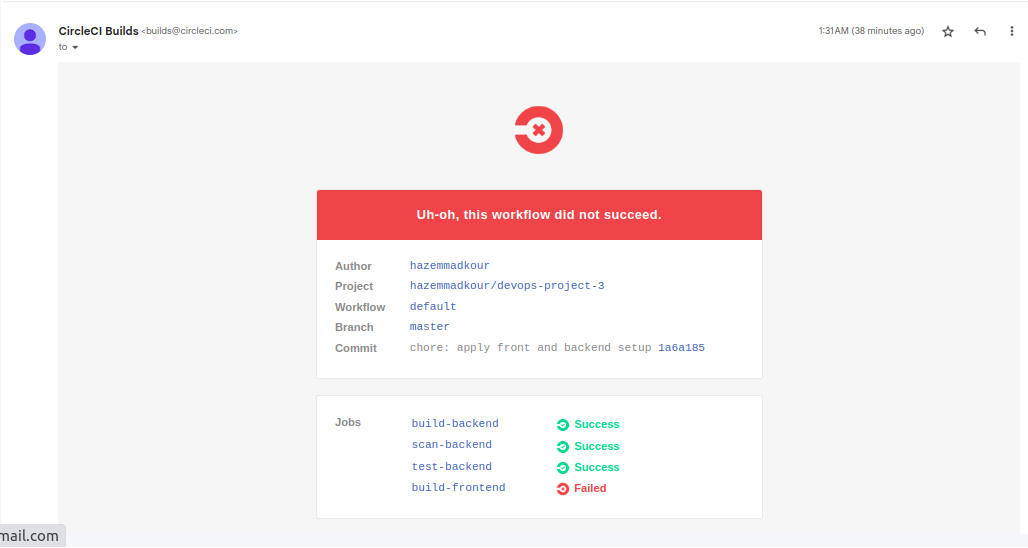 CircleCI Builds <builds@circleci.com>
1:31AM (38 minutes ago)
to
Uh-oh, this workflow did not succeed.
Author hazemmadkour
Project hazemmadkour/devops-project-3
Workflow default
Branch master
Commit chore: apply front and backend setup 1a6a185
Jobs build-backend Success
scan-backend Success
test-backend Success
build-frontend Failed
mail.com